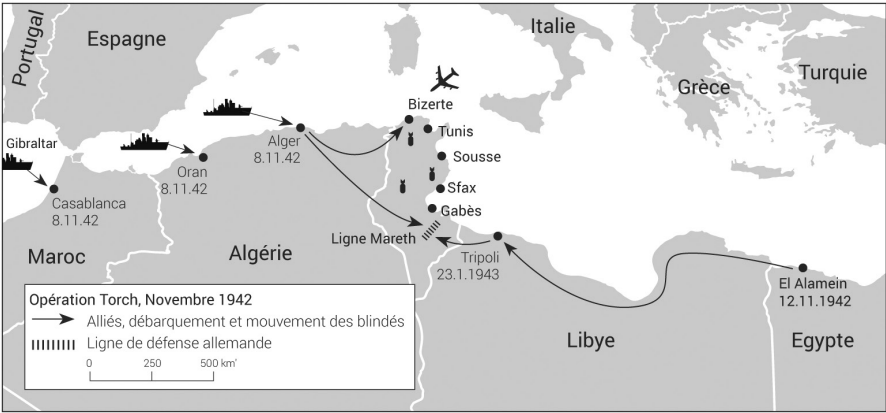 Portugal
Espagne
Italie
Grèce
Turquie
Gibraltar
Bizerte
Tunis
Sousse
Sfax
Gabès
Alger
8.11.42
Oran
8.11.42
Casablanca
8.11.42
Ligne Mareth
Tripoli
23.1.1943
El Alamein
12.11.1942
Maroc
Algérie
Libye
Egypte
Opération Torch, Novembre 1942
Alliés, débarquement et mouvement des blindés
Ligne de défense allemande
0 250 500 km'